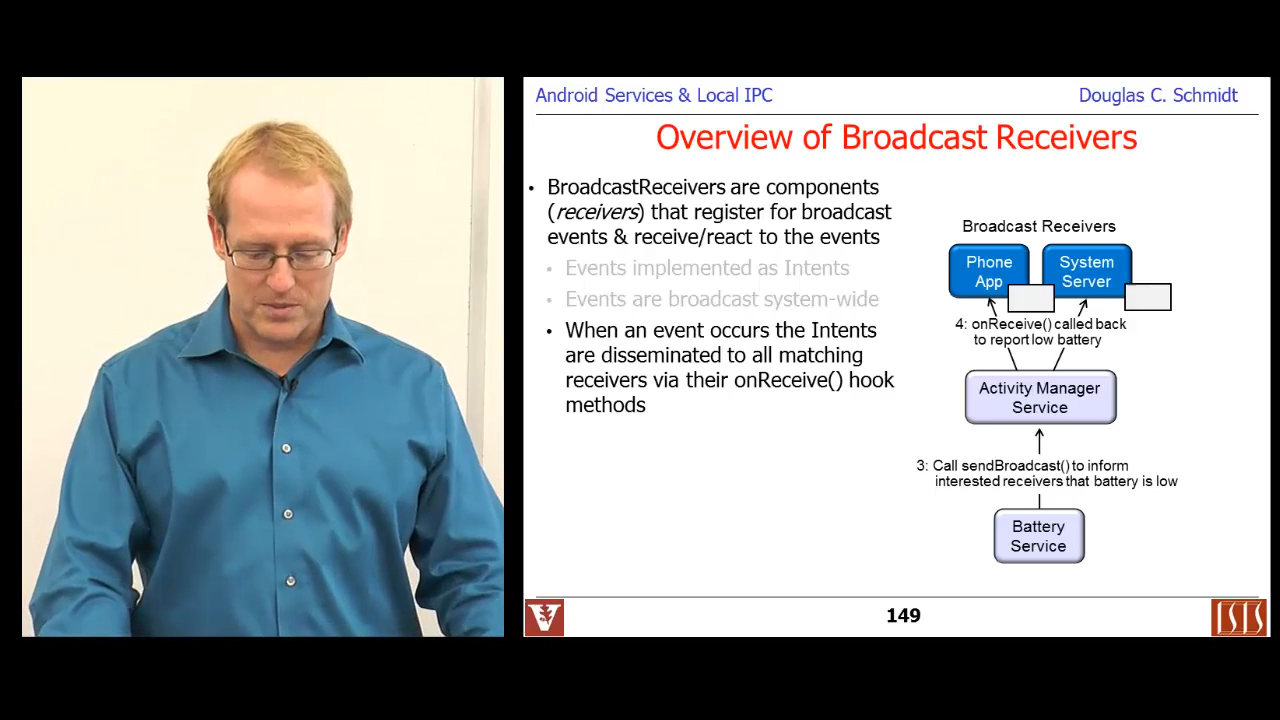 Android Services & Local IPC
Douglas C. Schmidt
Overview of Broadcast Receivers
• BroadcastReceivers are components
(receivers) that register for broadcast
events & receive/react to the events
• Events implemented as Intents
• Events are broadcast system-wide
• When an event occurs the Intents
are disseminated to all matching
receivers via their onReceive() hook
methods
Broadcast Receivers
Phone
App
System
Server
4: onReceive() called back
to report low battery
Activity Manager
Service
3: Call sendBroadcast() to inform
interested receivers that battery is low
Battery
Service
149
V
ISIS